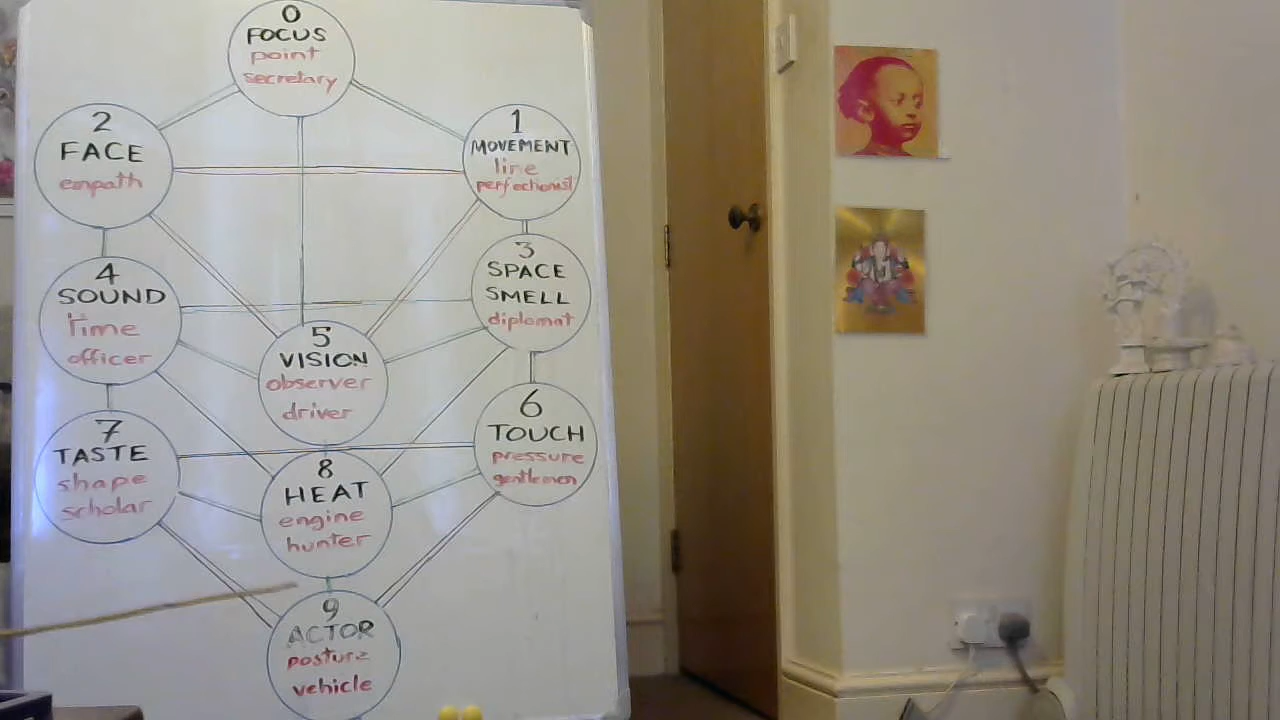 0
FOCUS
point
secretary
2
FACE
empath
1
MOVEMENT
line
perfectionist
4
SOUND
time
officer
3
SPACE
SMELL
diplomat
5
VISION
observer
driver
7
TASTE
shape
scholar
6
TOUCH
pressure
gentlemen
8
HEAT
engine
hunter
9
ACTOR
posture
vehicle